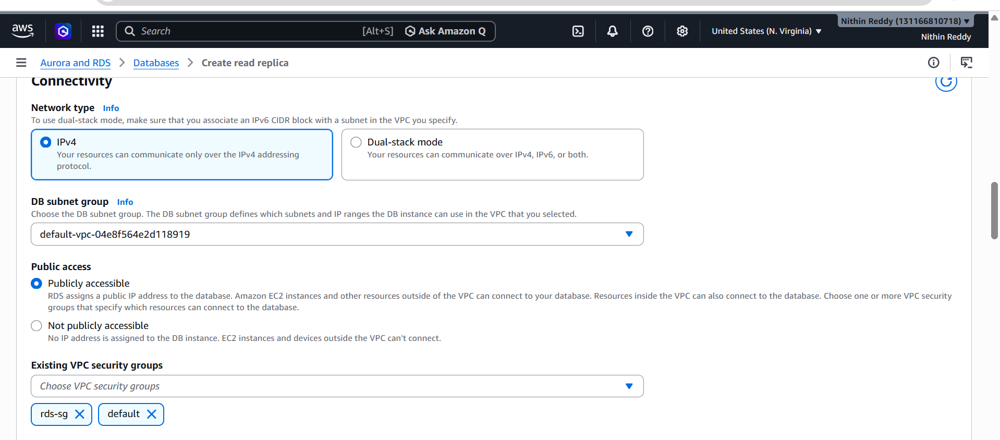 aws
Search [Alt+S] Ask Amazon Q
United States (N. Virginia) ▼
Nithin Reddy (131166810718) ▼
Nithin Reddy
Aurora and RDS > Databases > Create read replica
Connectivity
Network type Info
To use dual-stack mode, make sure that you associate an IPv6 CIDR block with a subnet in the VPC you specify.
IPv4
Your resources can communicate only over the IPv4 addressing
protocol.
Dual-stack mode
Your resources can communicate over IPv4, IPv6, or both.
DB subnet group Info
Choose the DB subnet group. The DB subnet group defines which subnets and IP ranges the DB instance can use in the VPC that you selected.
default-vpc-04e8f564e2d118919
Public access
Publicly accessible
RDS assigns a public IP address to the database. Amazon EC2 instances and other resources outside of the VPC can connect to your database. Resources inside the VPC can also connect to the database. Choose one or more VPC security
groups that specify which resources can connect to the database.
Not publicly accessible
No IP address is assigned to the DB instance. EC2 instances and devices outside the VPC can't connect.
Existing VPC security groups
Choose VPC security groups
rds-sg
default